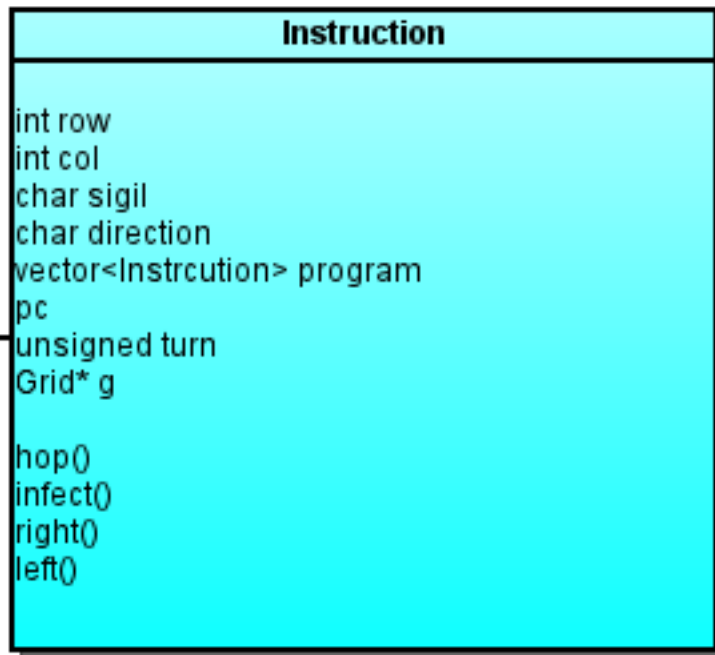 Instruction
int row
int col
char sigil
char direction
vector<Instrcution> program
pc
unsigned turn
Grid* g
hop()
infect()
right()
left()